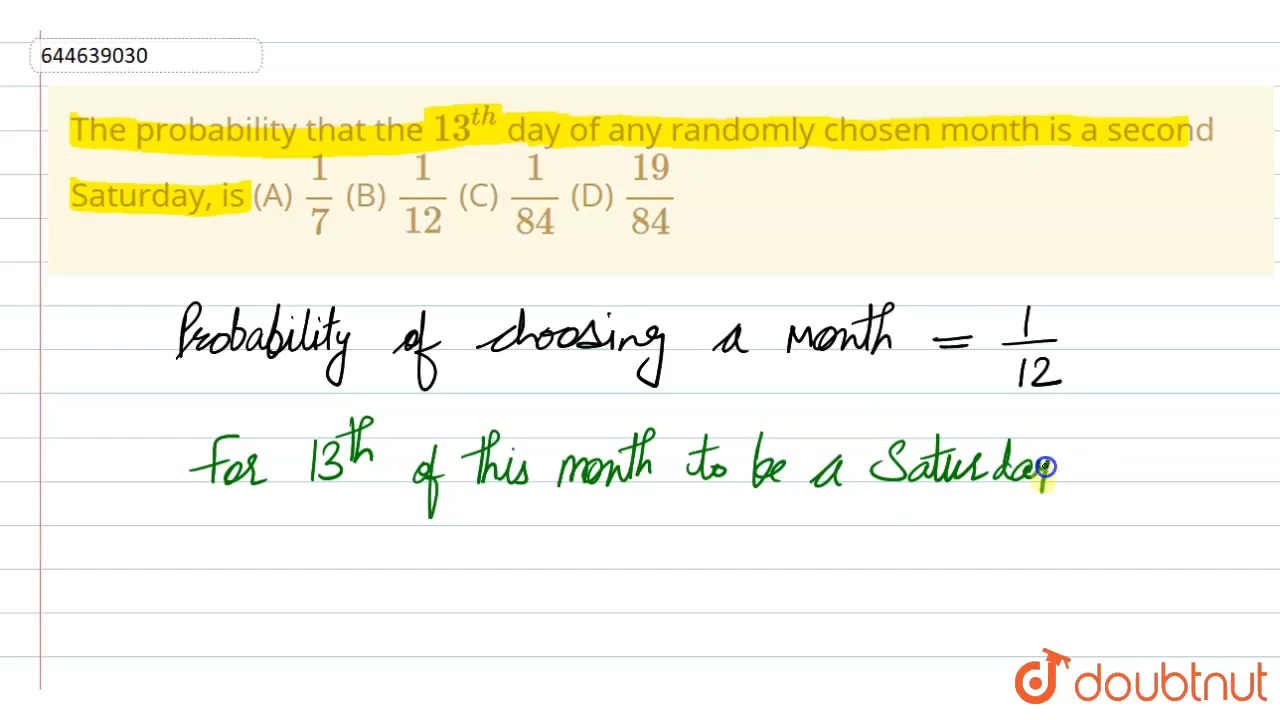 644639030
The probability that the 13^{th} day of any randomly chosen month is a second
Saturday, is (A) 1/7 (B) 1/12 (C) 1/84 (D) 19/84
Probability of choosing a month = 1/12
For 13^{th} of this month to be a Saturday
doubtnut